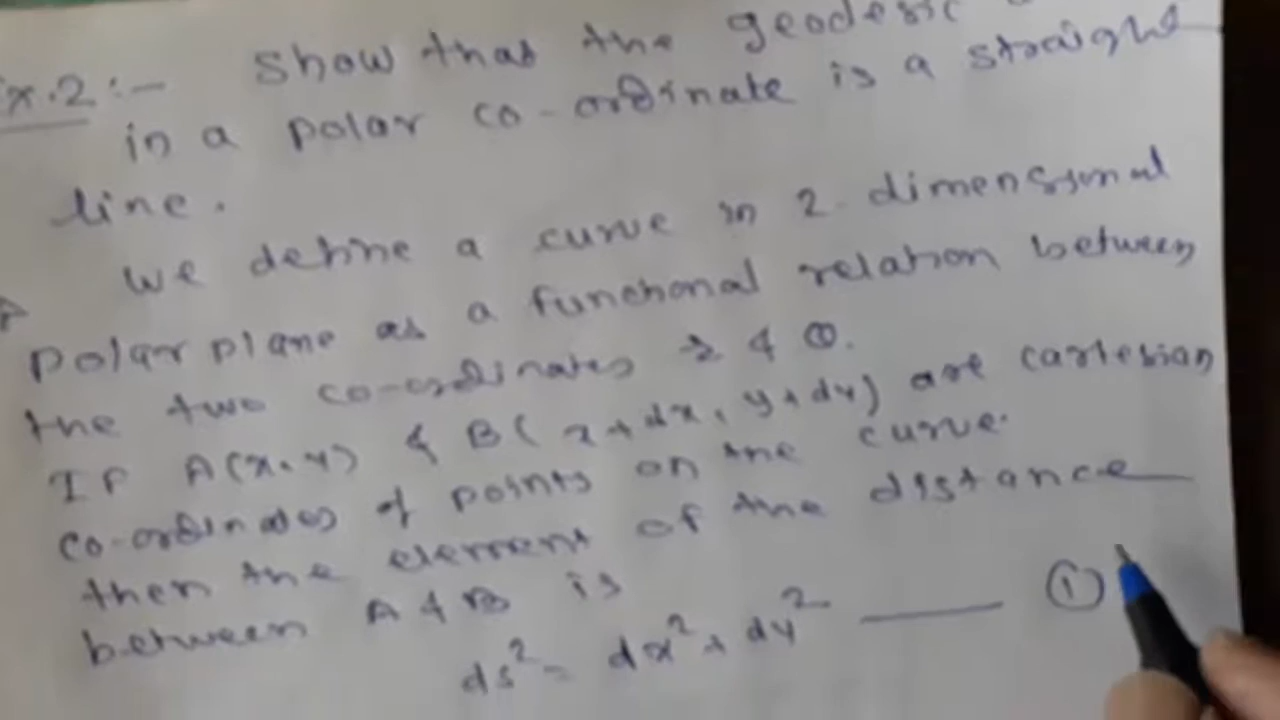 Ex.2 :- Show that the geodesic
in a polar co-ordinate is a straight
line.
We define a curve in 2 dimensional
polar plane as a functional relation between
the two co-ordinates r & θ.
If A(x, y) & B(x+dx, y+dy) are cartesian
co-ordinates of points on the curve.
then the element of the distance
between A & B is
ds² = dx² + dy² —— ①